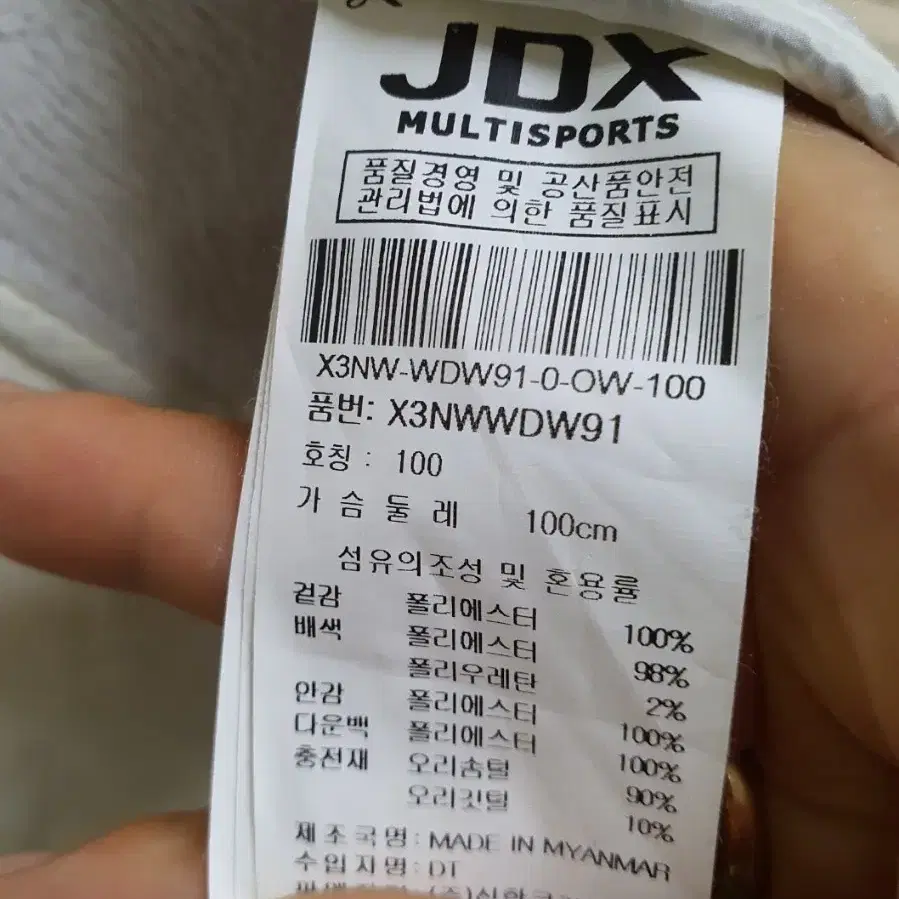 JDX
MULTISPORTS
품질경영 및 공산품안전
관리법에 의한 품질표시
X3NW-WDW91-0-OW-100
품번: X3NWWDW91
호칭 : 100
가 슴 둘 레 100cm
섬유의조성 및 혼용률
겉감 폴리에스터 100%
배색 폴리에스터 98%
폴리우레탄 2%
안감 폴리에스터 100%
다운백 폴리에스터 100%
충전재 오리솜털 90%
오리깃털 10%
제 조 국 명 : MADE IN MYANMAR
수 입 자 명 : DT